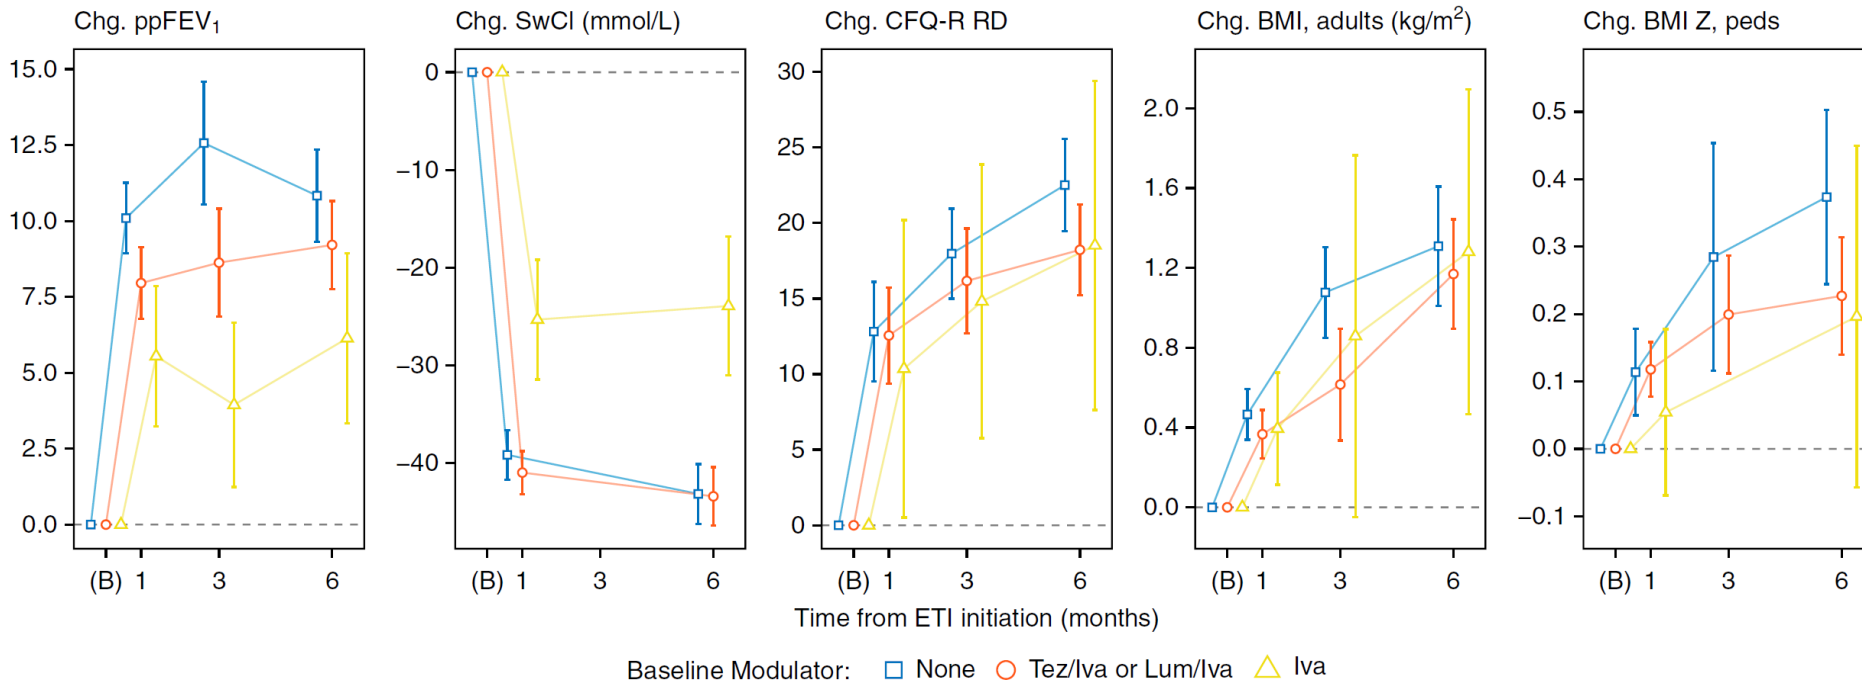 Chg. ppFEV₁
Chg. SwCl (mmol/L)
Chg. CFQ-R RD
Chg. BMI, adults (kg/m²)
Chg. BMI Z, peds
15.0
12.5
10.0
7.5
5.0
2.5
0.0
0
−10
−20
−30
−40
30
25
20
15
10
5
0
2.0
1.6
1.2
0.8
0.4
0.0
0.5
0.4
0.3
0.2
0.1
0.0
−0.1
(B) 1 3 6
(B) 1 3 6
(B) 1 3 6
(B) 1 3 6
(B) 1 3 6
Time from ETI initiation (months)
Baseline Modulator: None Tez/Iva or Lum/Iva Iva